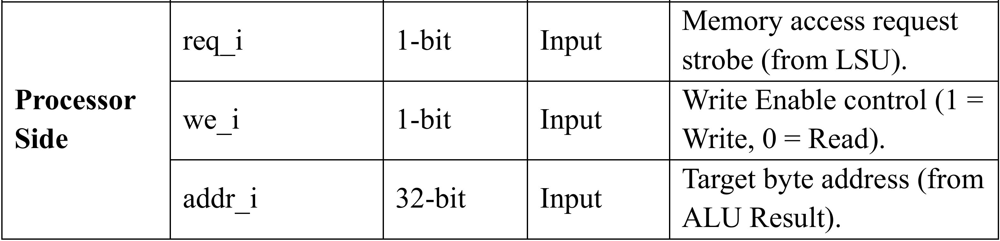 Processor
Side
req_i
1-bit
Input
Memory access request
strobe (from LSU).
we_i
1-bit
Input
Write Enable control (1 =
Write, 0 = Read).
addr_i
32-bit
Input
Target byte address (from
ALU Result).